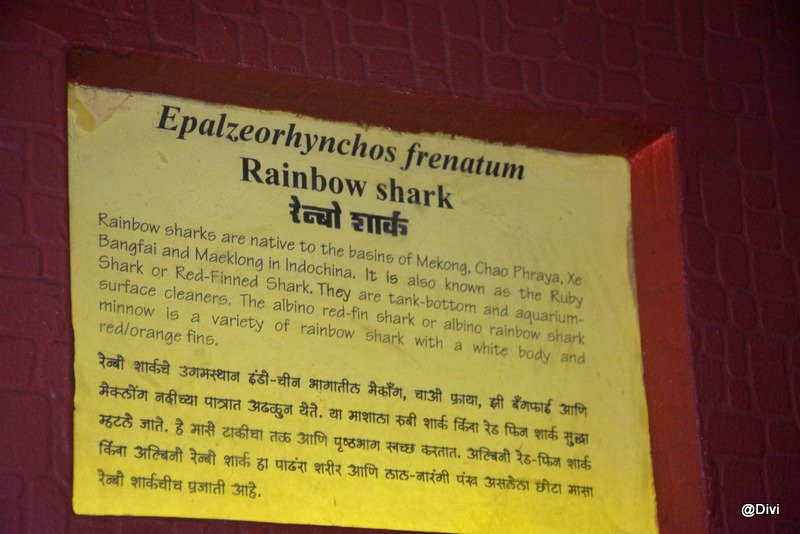 Epalzeorhynchos frenatum
Rainbow shark
रेन्बो शार्क
Rainbow sharks are native to the basins of Mekong, Chao Phraya, Xe
Bangfai and Maeklong in Indochina. It is also known as the Ruby
Shark or Red-Finned Shark. They are tank-bottom and aquarium-
surface cleaners. The albino red-fin shark or albino rainbow shark
minnow is a variety of rainbow shark with a white body and
red/orange fins.
रेन्बी शार्कचे उगमस्थान इंडी-चीन भागातील मेकाँग, चाओ फ्राया, झी बँगफाई आणि
मेक्लोंग नदीच्या पात्रात अढळुन येते. या माशाला रुबी शार्क किंवा रेड फिन शार्क सुद्धा
म्हटले जाते. हे मासे टाकीचा तळ आणि पृष्ठभाग स्वच्छ करतात. अल्बिनी रेड-फिन शार्क
किंवा अल्बिनी रेन्बी शार्क हा पाढंरा शरीर आणि लाल-नारंगी पंख असलेला छोटा मासा
रेन्बी शार्कचीच प्रजाती आहे.
@Divi